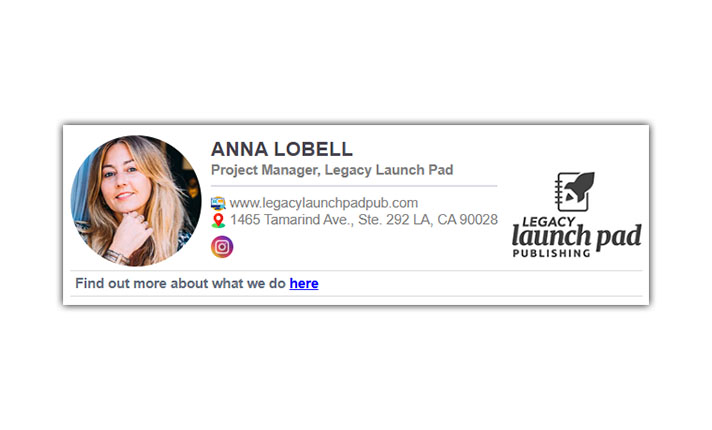 ANNA LOBELL
Project Manager, Legacy Launch Pad
www.legacylaunchpadpub.com
1465 Tamarind Ave., Ste. 292 LA, CA 90028
LEGACY
launch pad
PUBLISHING
Find out more about what we do here